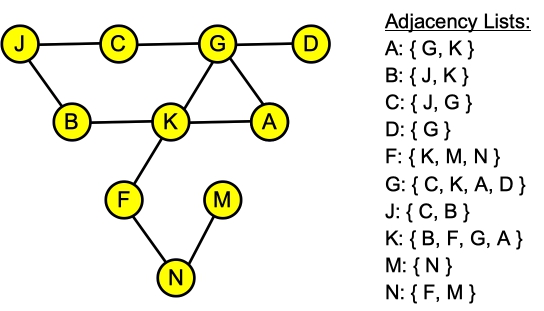 J C G D
B K A
F M
N
Adjacency Lists:
A: { G, K }
B: { J, K }
C: { J, G }
D: { G }
F: { K, M, N }
G: { C, K, A, D }
J: { C, B }
K: { B, F, G, A }
M: { N }
N: { F, M }